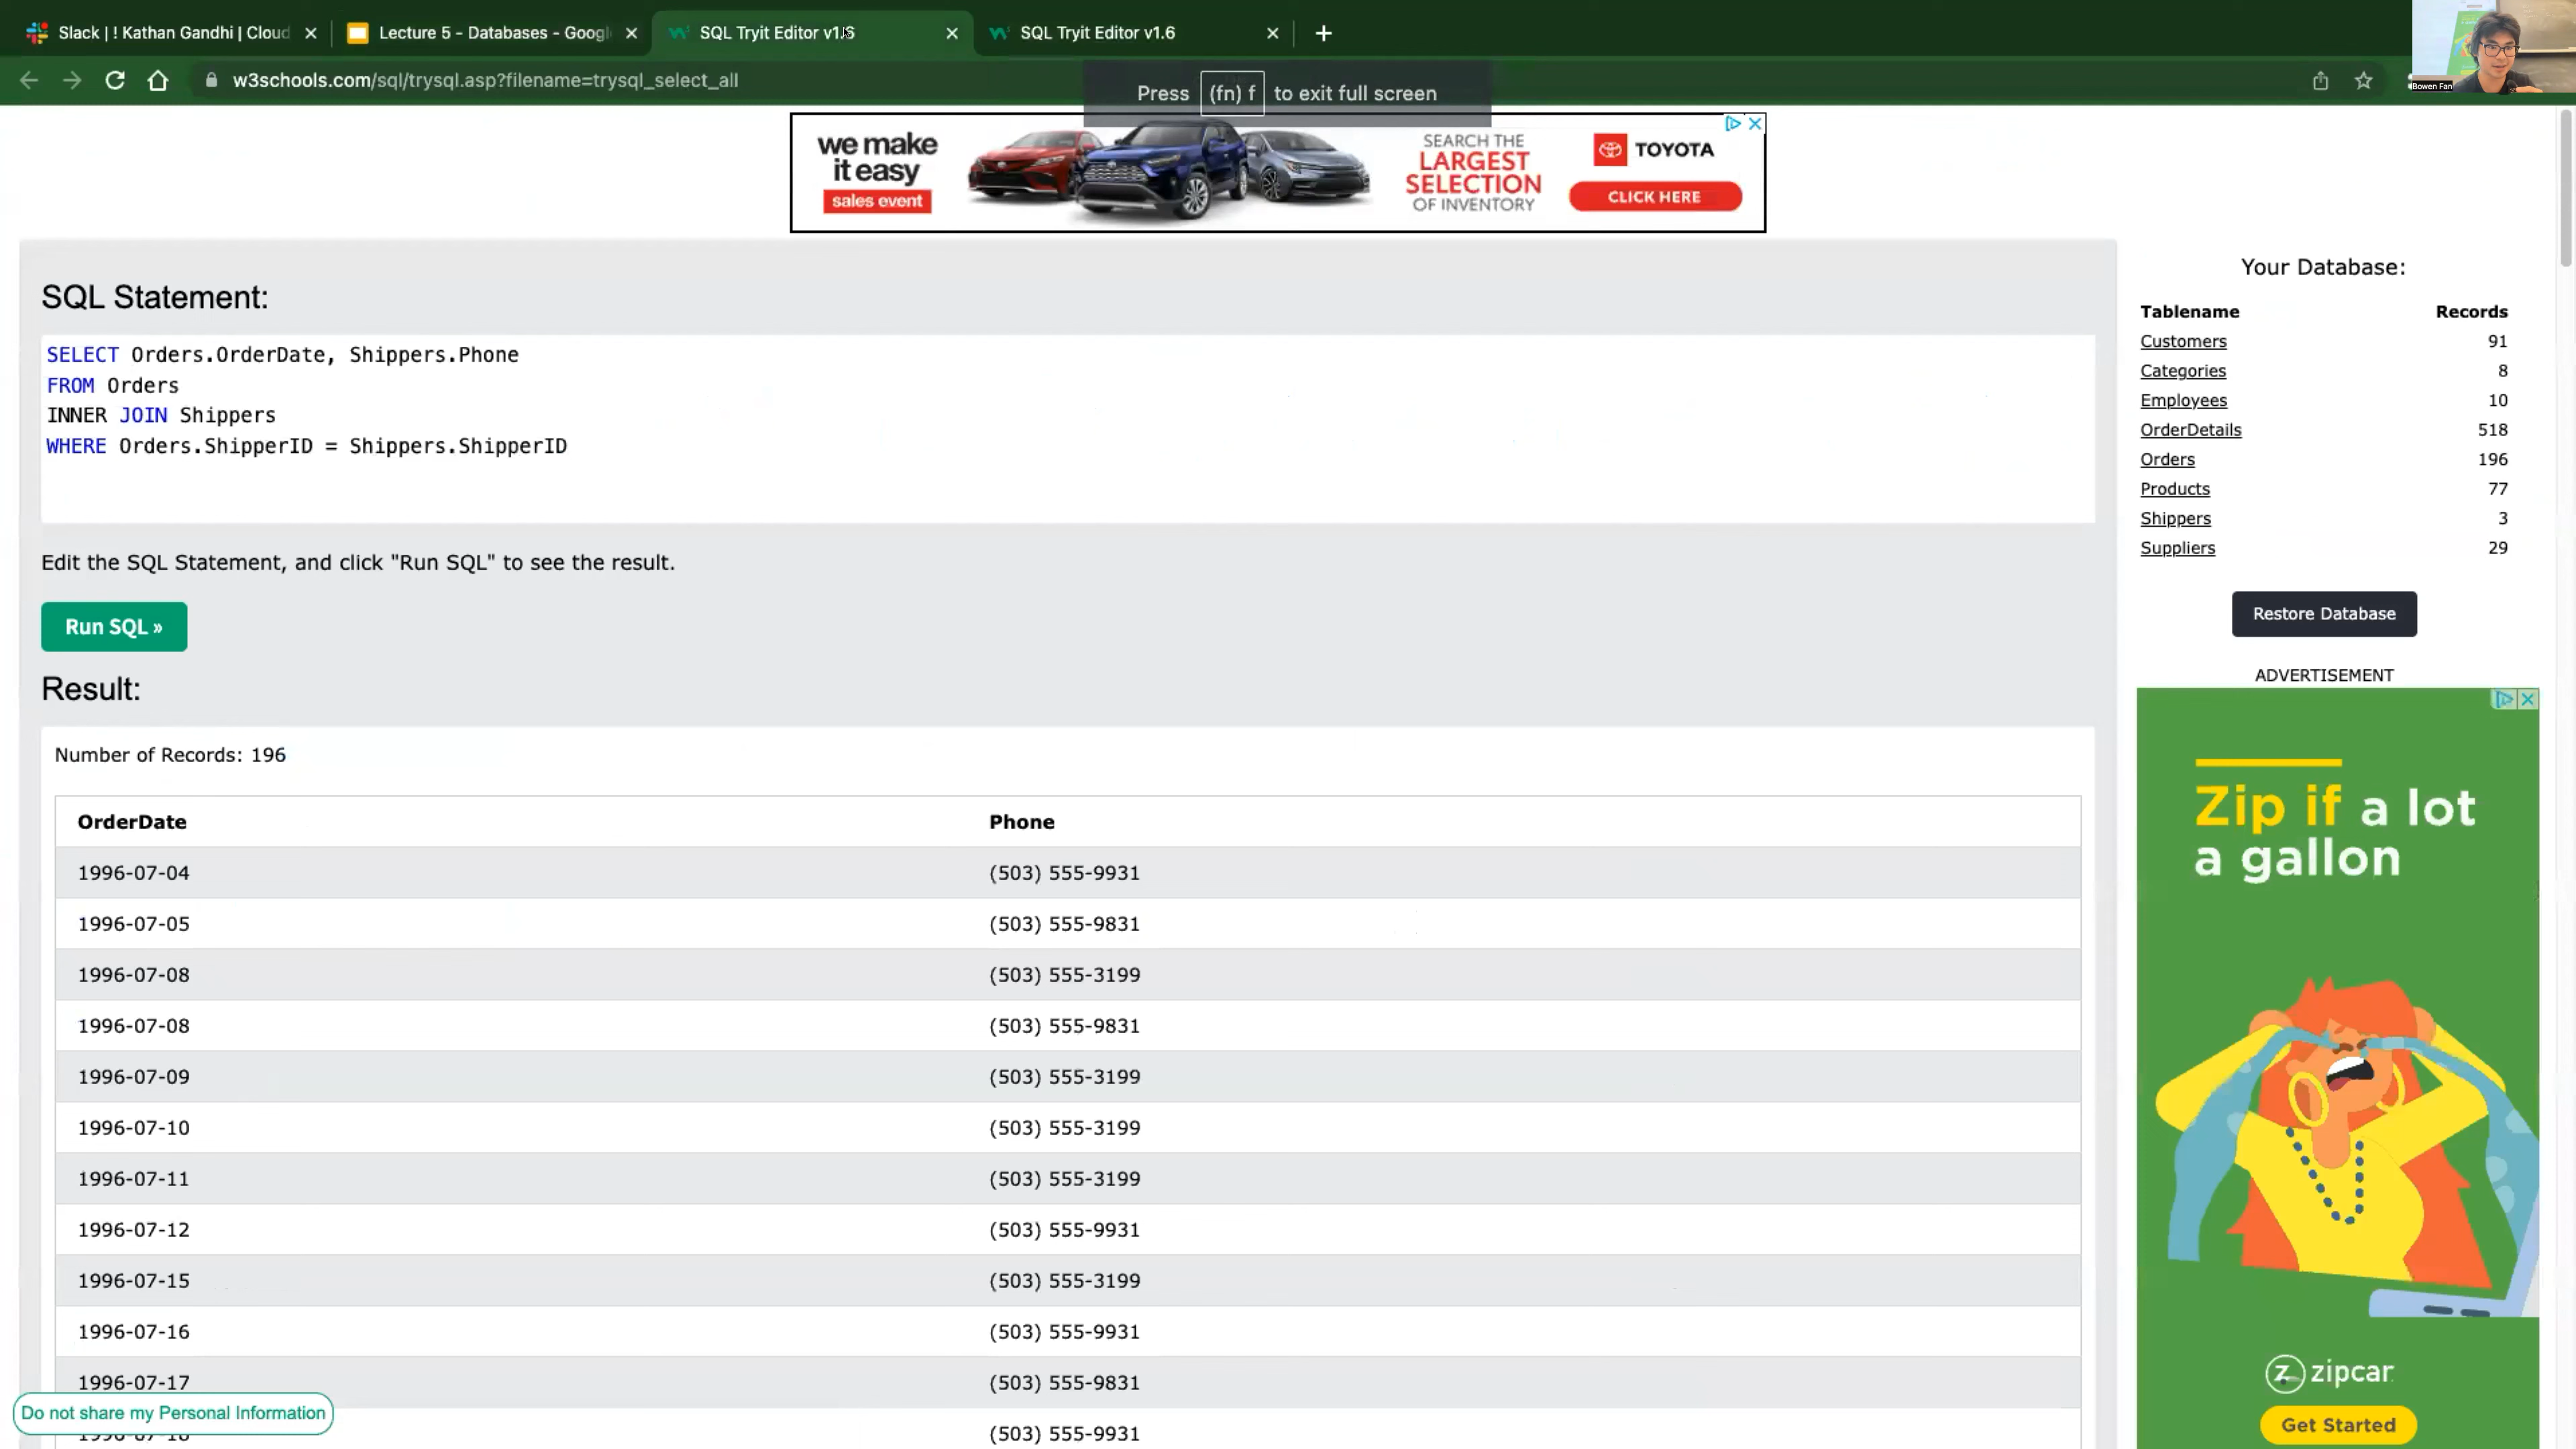 Slack | ! Kathan Gandhi | Cloud
Lecture 5 - Databases - Googl
SQL Tryit Editor v1.6
SQL Tryit Editor v1.6
w3schools.com/sql/trysql.asp?filename=trysql_select_all
Press (fn) f to exit full screen
Bowen Fan
we make
it easy
sales event
SEARCH THE
LARGEST
SELECTION
OF INVENTORY
TOYOTA
CLICK HERE
SQL Statement:
SELECT Orders.OrderDate, Shippers.Phone
FROM Orders
INNER JOIN Shippers
WHERE Orders.ShipperID = Shippers.ShipperID
Edit the SQL Statement, and click "Run SQL" to see the result.
Run SQL »
Result:
Number of Records: 196
OrderDate Phone
1996-07-04 (503) 555-9931
1996-07-05 (503) 555-9831
1996-07-08 (503) 555-3199
1996-07-08 (503) 555-9831
1996-07-09 (503) 555-3199
1996-07-10 (503) 555-3199
1996-07-11 (503) 555-3199
1996-07-12 (503) 555-9931
1996-07-15 (503) 555-3199
1996-07-16 (503) 555-9931
1996-07-17 (503) 555-9831
(503) 555-9931
Do not share my Personal Information
Your Database:
Tablename Records
Customers 91
Categories 8
Employees 10
OrderDetails 518
Orders 196
Products 77
Shippers 3
Suppliers 29
Restore Database
ADVERTISEMENT
Zip if a lot
a gallon
zipcar
Get Started